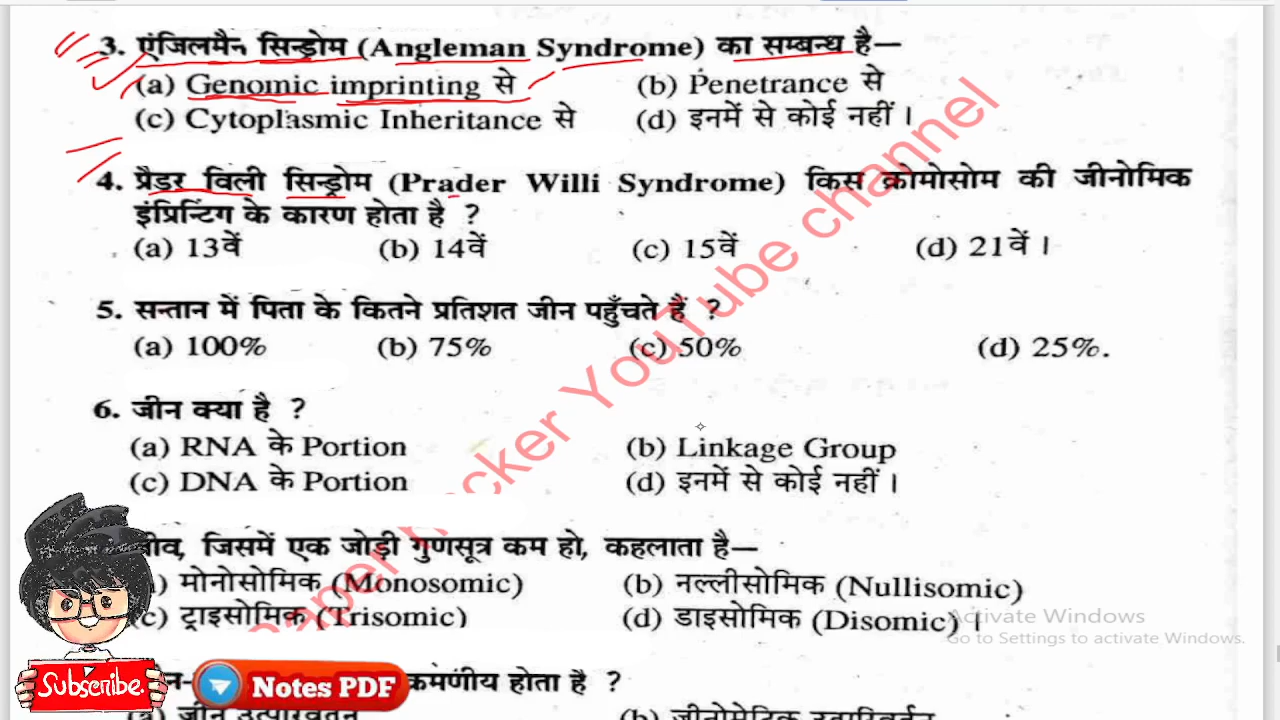 3. एंजिलमैन सिन्ड्रोम (Angleman Syndrome) का सम्बन्ध है—
(a) Genomic imprinting से (b) Penetrance से
(c) Cytoplasmic Inheritance से (d) इनमें से कोई नहीं ।
4. प्रैडर विली सिन्ड्रोम (Prader Willi Syndrome) किस क्रोमोसोम की जीनोमिक
इंप्रिन्टिंग के कारण होता है ?
(a) 13वें (b) 14वें (c) 15वें (d) 21वें ।
5. सन्तान में पिता के कितने प्रतिशत जीन पहुँचते हैं ?
(a) 100% (b) 75% (c) 50% (d) 25%.
6. जीन क्या है ?
(a) RNA के Portion (b) Linkage Group
(c) DNA के Portion (d) इनमें से कोई नहीं ।
जिसमें एक जोड़ी गुणसूत्र कम हो, कहलाता है—
मोनोसोमिक (Monosomic) (b) नल्लीसोमिक (Nullisomic)
(c) ट्राइसोमिक (Trisomic) (d) डाइसोमिक (Disomic) ।
क्रमणीय होता है ?
(b)
YouTube channel
Activate Windows
Go to Settings to activate Windows.
Subscribe.
Notes PDF